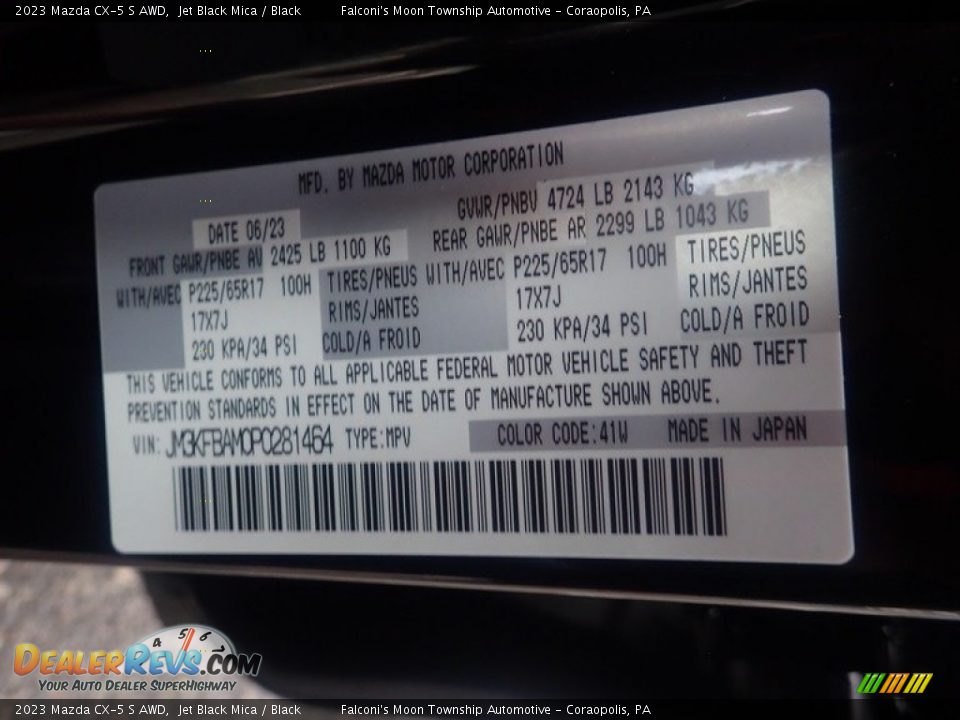 2023 Mazda CX-5 S AWD, Jet Black Mica / Black Falconi's Moon Township Automotive - Coraopolis, PA
MFD. BY MAZDA MOTOR CORPORATION
DATE 06/23 GVWR/PNBV 4724 LB 2143 KG
FRONT GAWR/PNBE AV 2425 LB 1100 KG REAR GAWR/PNBE AR 2299 LB 1043 KG
WITH/AVEC P225/65R17 100H TIRES/PNEUS WITH/AVEC P225/65R17 100H TIRES/PNEUS
17X7J RIMS/JANTES 17X7J RIMS/JANTES
230 KPA/34 PSI COLD/A FROID 230 KPA/34 PSI COLD/A FROID
THIS VEHICLE CONFORMS TO ALL APPLICABLE FEDERAL MOTOR VEHICLE SAFETY AND THEFT
PREVENTION STANDARDS IN EFFECT ON THE DATE OF MANUFACTURE SHOWN ABOVE.
VIN: JM3KFBAM0P0281464 TYPE:MPV COLOR CODE:41W MADE IN JAPAN
4 5 6
DEALERREVS.COM
YOUR AUTO DEALER SUPERHIGHWAY
2023 Mazda CX-5 S AWD, Jet Black Mica / Black Falconi's Moon Township Automotive - Coraopolis, PA